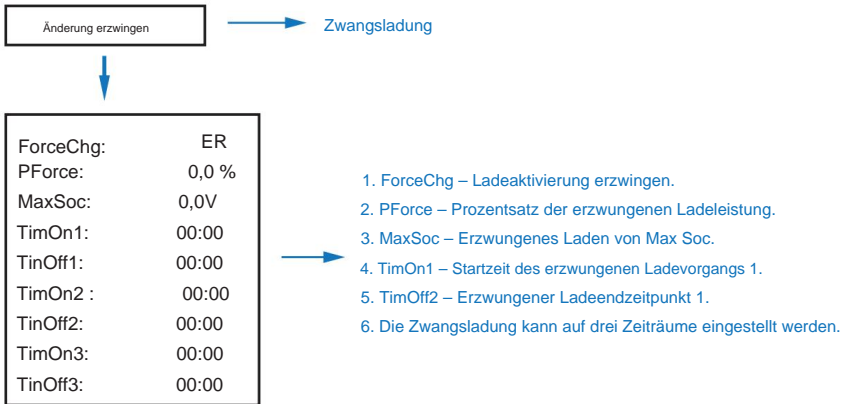 Änderung erzwingen
Zwangsladung
ForceChg: ER
PForce: 0,0 %
MaxSoc: 0,0V
TimOn1: 00:00
TinOff1: 00:00
TimOn2 : 00:00
TinOff2: 00:00
TimOn3: 00:00
TinOff3: 00:00
1. ForceChg – Ladeaktivierung erzwingen.
2. PForce – Prozentsatz der erzwungenen Ladeleistung.
3. MaxSoc – Erzwungenes Laden von Max Soc.
4. TimOn1 – Startzeit des erzwungenen Ladevorgangs 1.
5. TimOff2 – Erzwungener Ladeendzeitpunkt 1.
6. Die Zwangsladung kann auf drei Zeiträume eingestellt werden.